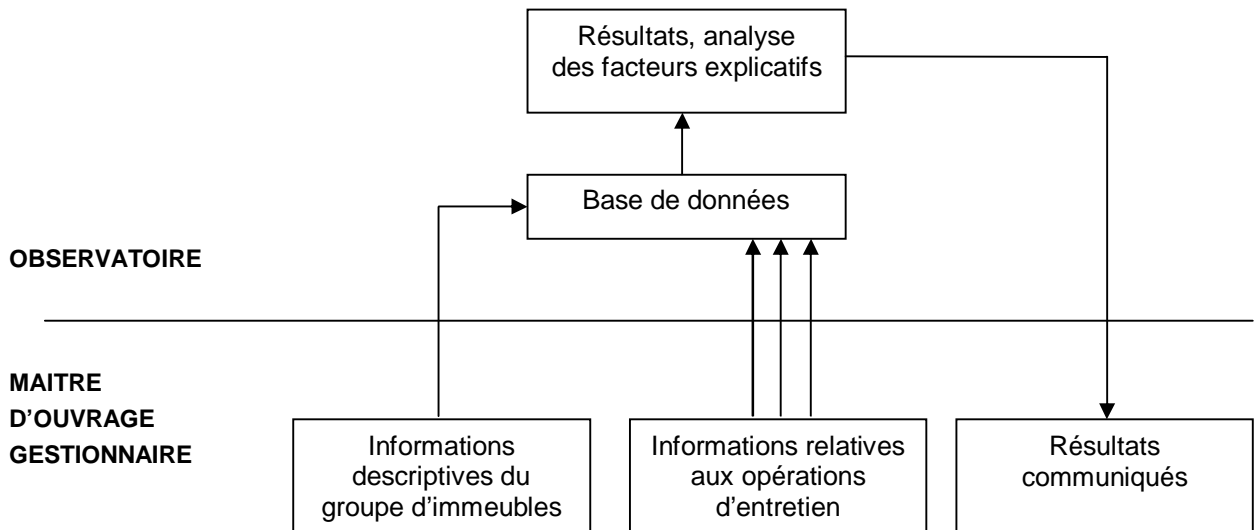 Résultats, analyse
des facteurs explicatifs
Base de données
OBSERVATOIRE
MAITRE
D'OUVRAGE
GESTIONNAIRE
Informations
descriptives du
groupe d'immeubles
Informations relatives
aux opérations
d'entretien
Résultats
communiqués